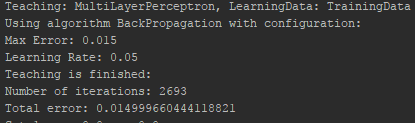 Teaching: MultiLayerPerceptron, LearningData: TrainingData
Using algorithm BackPropagation with configuration:
Max Error: 0.015
Learning Rate: 0.05
Teaching is finished:
Number of iterations: 2693
Total error: 0.014999660444118821